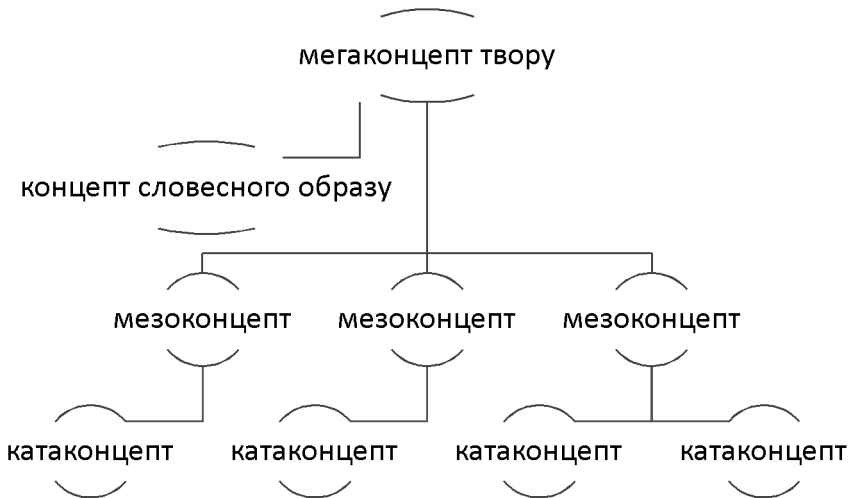 мегаконцепт твору
концепт словесного образу
мезоконцепт мезоконцепт мезоконцепт
катаконцепт катаконцепт катаконцепт катаконцепт